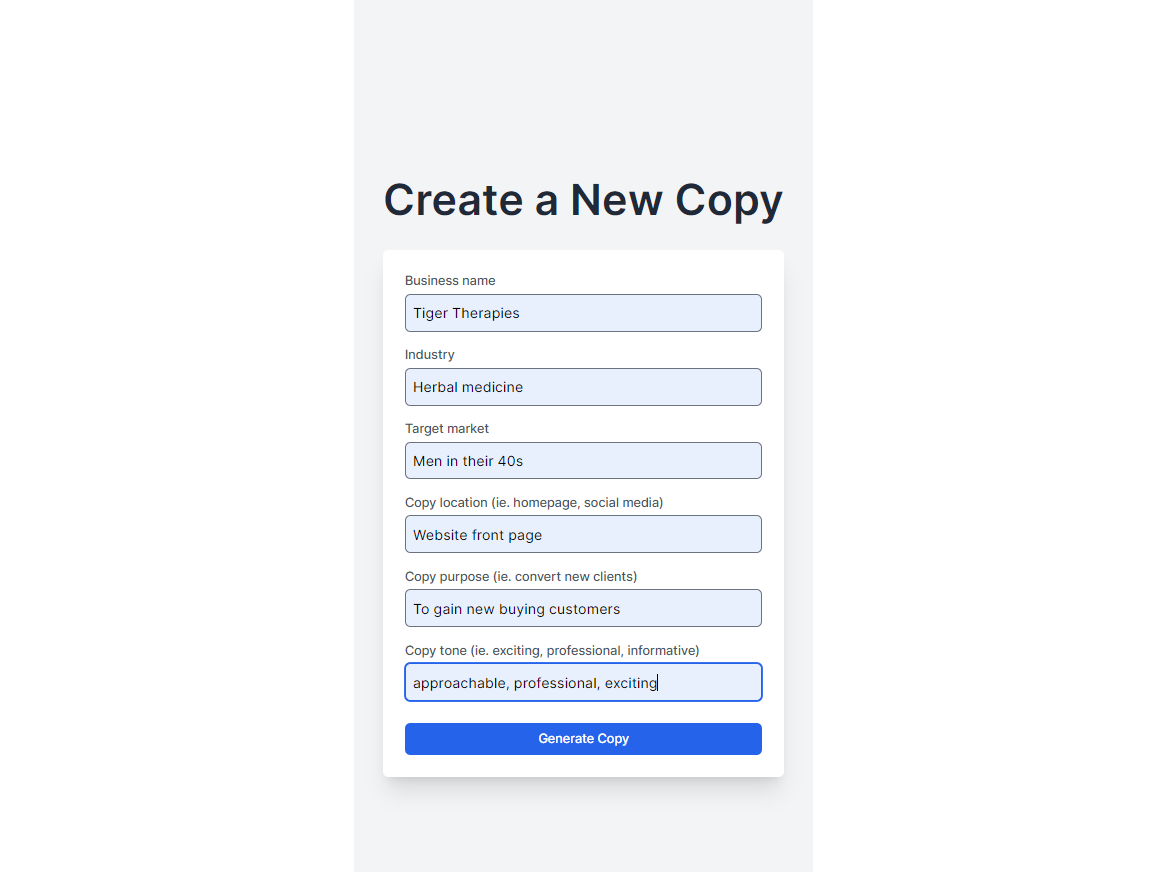 Create a New Copy
Business name
Tiger Therapies
Industry
Herbal medicine
Target market
Men in their 40s
Copy location (ie. homepage, social media)
Website front page
Copy purpose (ie. convert new clients)
To gain new buying customers
Copy tone (ie. exciting, professional, informative)
approachable, professional, exciting
Generate Copy